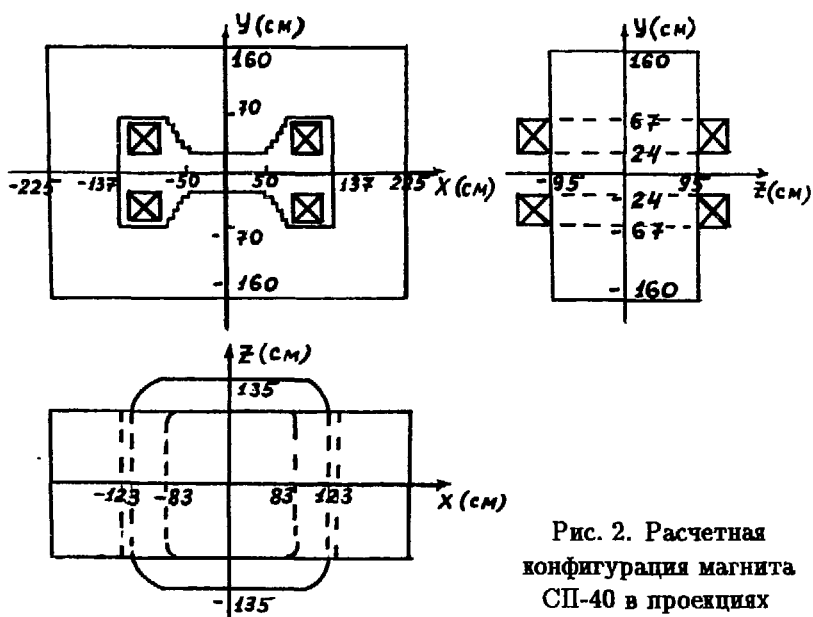 У(см)
160
70
-50
50
-225
-137
137
225
X(см)
-70
-160
У(см)
160
67
24
-95
95
Z(см)
-24
-67
-160
Z(см)
135
-123
-83
83
123
X(см)
-135
Рис. 2. Расчетная
конфигурация магнита
СП-40 в проекциях